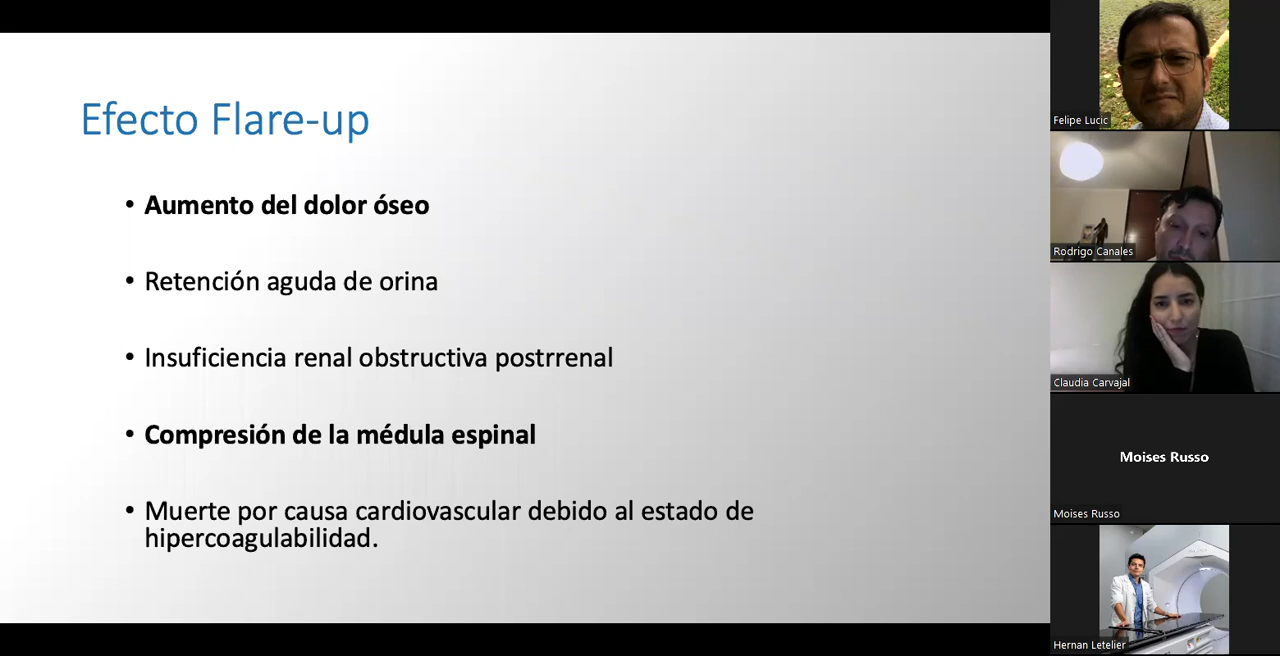 Efecto Flare-up
• Aumento del dolor óseo
• Retención aguda de orina
• Insuficiencia renal obstructiva postrrenal
• Compresión de la médula espinal
• Muerte por causa cardiovascular debido al estado de
hipercoagulabilidad.
Felipe Lucic
Rodrigo Canales
Claudia Carvajal
Moises Russo
Moises Russo
Hernan Letelier